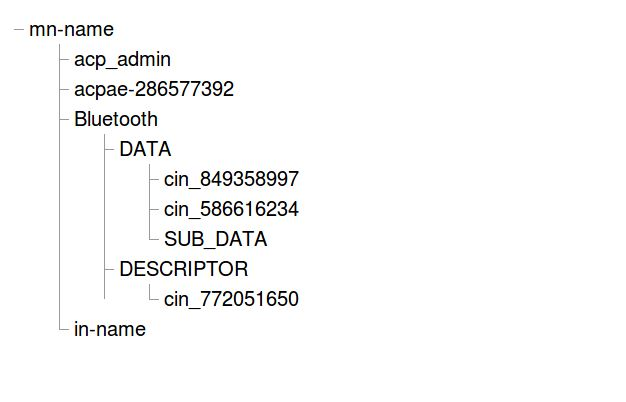 mn-name
acp_admin
acpae-286577392
Bluetooth
DATA
cin_849358997
cin_586616234
SUB_DATA
DESCRIPTOR
cin_772051650
in-name